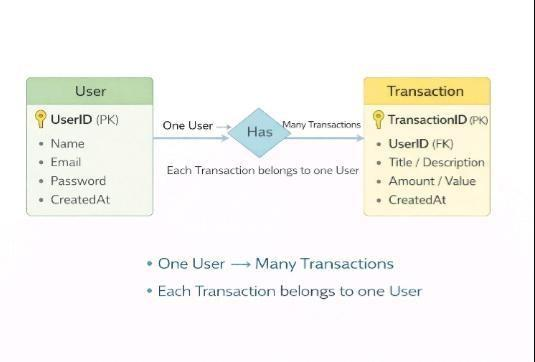 User
UserID (PK)
• Name
• Email
• Password
• CreatedAt
One User →
Has
Many Transactions
Each Transaction belongs to one User
Transaction
TransactionID (PK)
• UserID (FK)
• Title / Description
• Amount / Value
• CreatedAt
• One User → Many Transactions
• Each Transaction belongs to one User